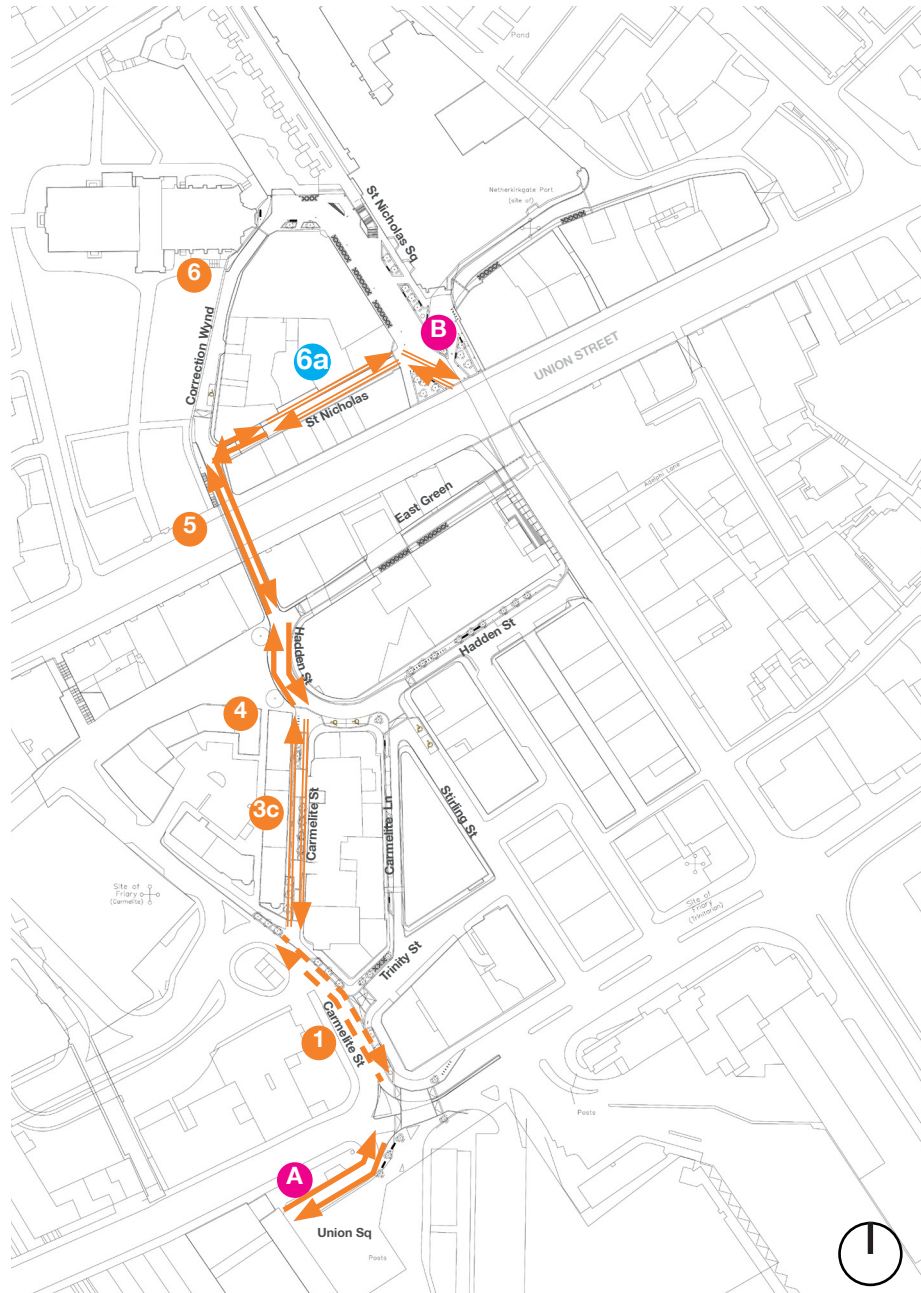 Pond
Netherkirkgate Port
(site of)
St Nicholas Sq
6
Correction Wynd
B
6a
UNION STREET
St Nicholas
5
East Green
Adelphi Lane
Hadden St
Hadden St
4
3c
Carmelite St
Carmelite Ln
Stirling St
Site of
Friary
(Carmelite)
Site of
Friary
(Trinitarian)
Trinity St
1
Carmelite St
Posts
A
Union Sq
Posts